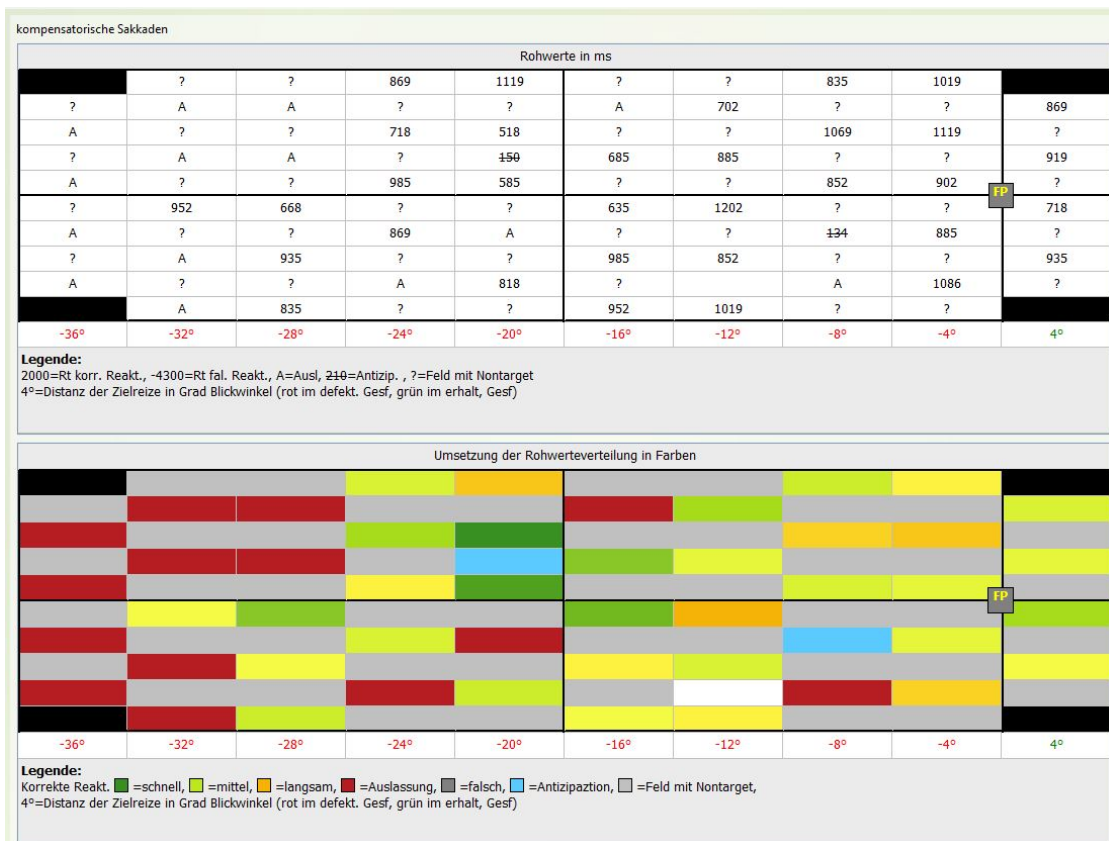 kompensatorische Sakkaden
Rohwerte in ms
? ? 869 1119 ? ? 835 1019
? A A ? ? A 702 ? ? 869
A ? ? 718 518 ? ? 1069 1119 ?
? A A ? 150 685 885 ? ? 919
A ? ? 985 585 ? ? 852 902 ?
FP
? 952 668 ? ? 635 1202 ? ? 718
A ? ? 869 A ? ? 134 885 ?
? A 935 ? ? 985 852 ? ? 935
A ? ? A 818 ? ? A 1086 ?
A 835 ? ? 952 1019 ? ?
-36° -32° -28° -24° -20° -16° -12° -8° -4° 4°
Legende:
2000=Rt korr. Reakt., -4300=Rt fal. Reakt., A=Ausl, 210=Antizip. , ?=Feld mit Nontarget
4°=Distanz der Zielreize in Grad Blickwinkel (rot im defekt. Gesf, grün im erhalt, Gesf)
Umsetzung der Rohwerteverteilung in Farben
FP
-36° -32° -28° -24° -20° -16° -12° -8° -4° 4°
Legende:
Korrekte Reakt. =schnell, =mittel, =langsam, =Auslassung, =falsch, =Antizipaztion, =Feld mit Nontarget,
4°=Distanz der Zielreize in Grad Blickwinkel (rot im defekt. Gesf, grün im erhalt, Gesf)